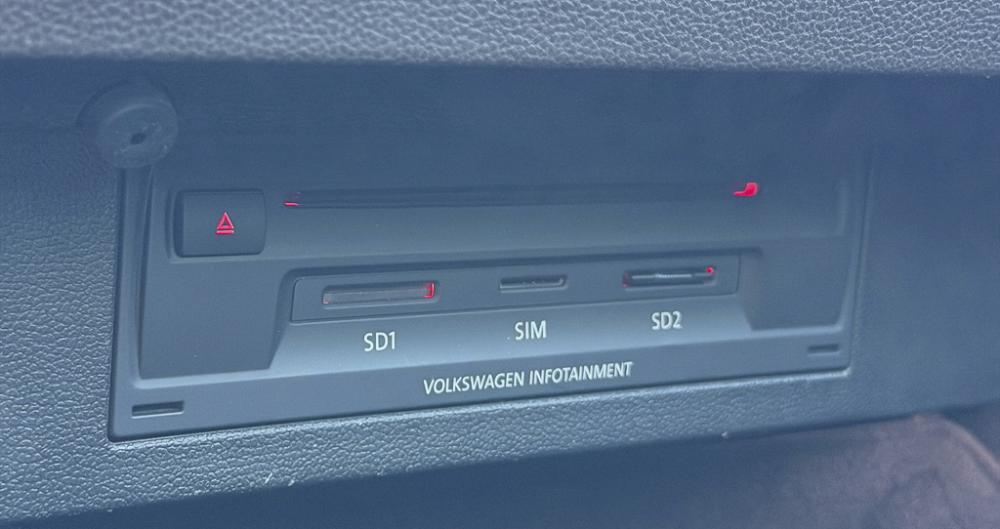 SD1 SIM SD2
VOLKSWAGEN INFOTAINMENT